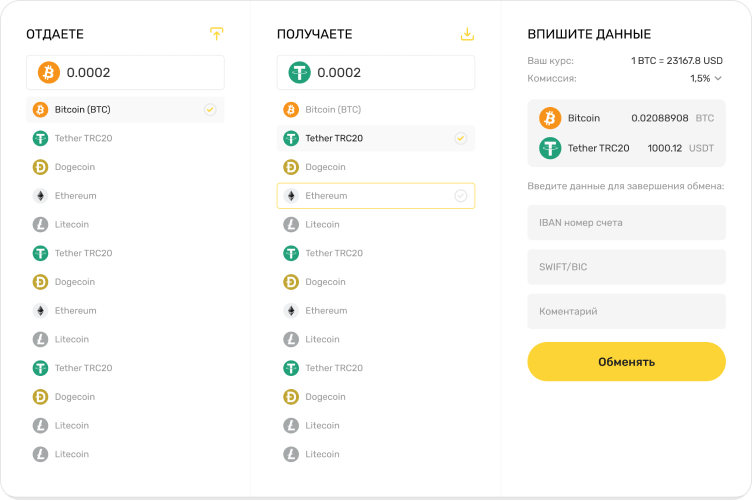 ОТДАЕТЕ
0.0002
Bitcoin (BTC)
Tether TRC20
Dogecoin
Ethereum
Litecoin
Tether TRC20
Dogecoin
Ethereum
Litecoin
Tether TRC20
Dogecoin
Litecoin
Litecoin
ПОЛУЧАЕТЕ
0.0002
Bitcoin (BTC)
Tether TRC20
Dogecoin
Ethereum
Litecoin
Tether TRC20
Dogecoin
Ethereum
Litecoin
Tether TRC20
Dogecoin
Litecoin
Litecoin
ВПИШИТЕ ДАННЫЕ
Ваш курс: 1 BTC = 23167.8 USD
Комиссия: 1,5%
Bitcoin 0.02088908 BTC
Tether TRC20 1000.12 USDT
Введите данные для завершения обмена:
IBAN номер счета
SWIFT/BIC
Коментарий
Обменять